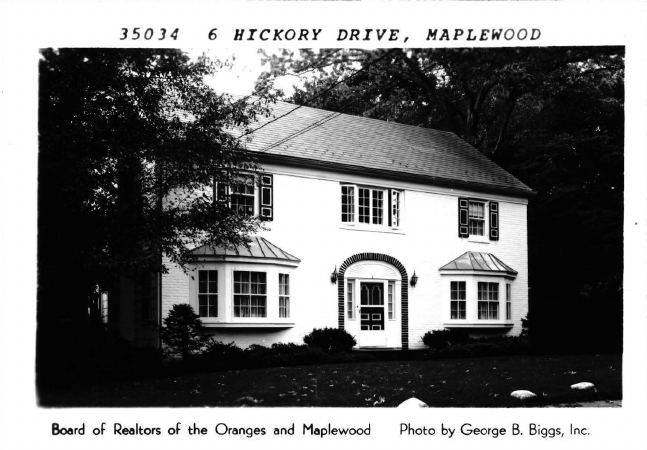 35034 6 HICKORY DRIVE, MAPLEWOOD
Board of Realtors of the Oranges and Maplewood Photo by George B. Biggs, Inc.